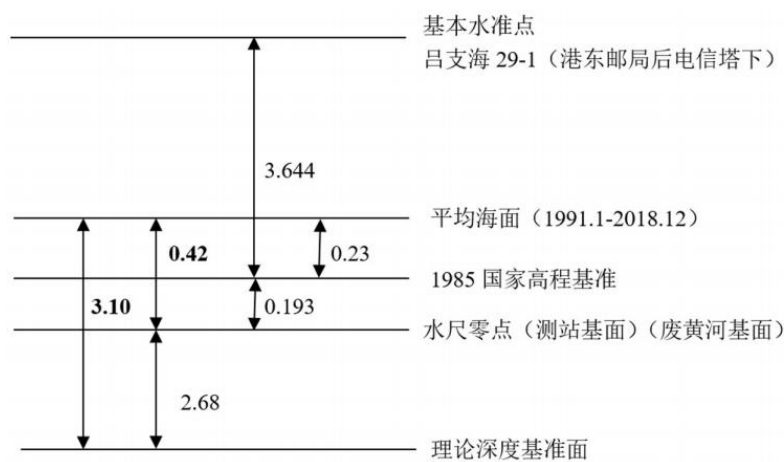 基本水准点
吕支海 29-1（港东邮局后电信塔下）
3.644
平均海面（1991.1-2018.12）
0.42
0.23
1985 国家高程基准
3.10
0.193
水尺零点（测站基面）（废黄河基面）
2.68
理论深度基准面